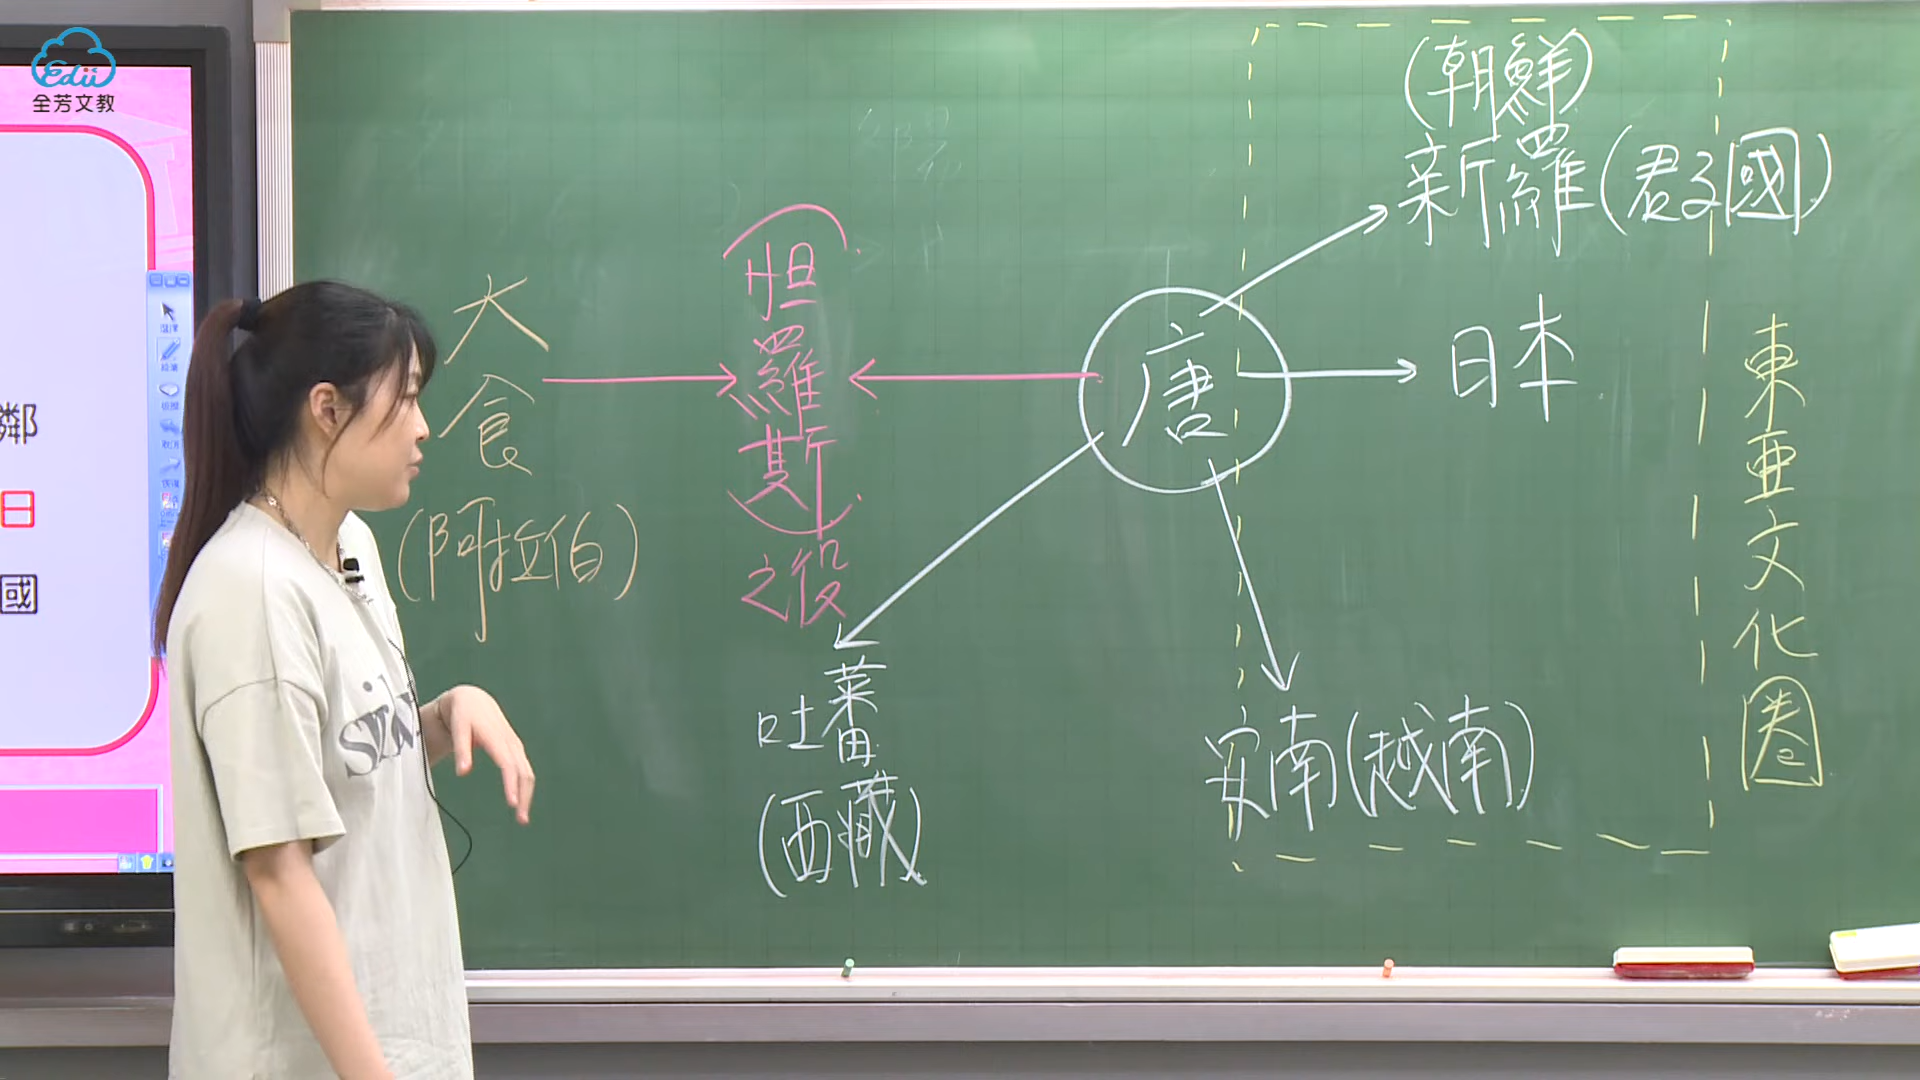 Edii
全芳文教
鄰
日
國
大食
(阿拉伯)
(怛羅斯)之役
唐
(朝鮮)
新羅(君子國)
日本
安南(越南)
吐蕃
(西藏)
東亜文化圈